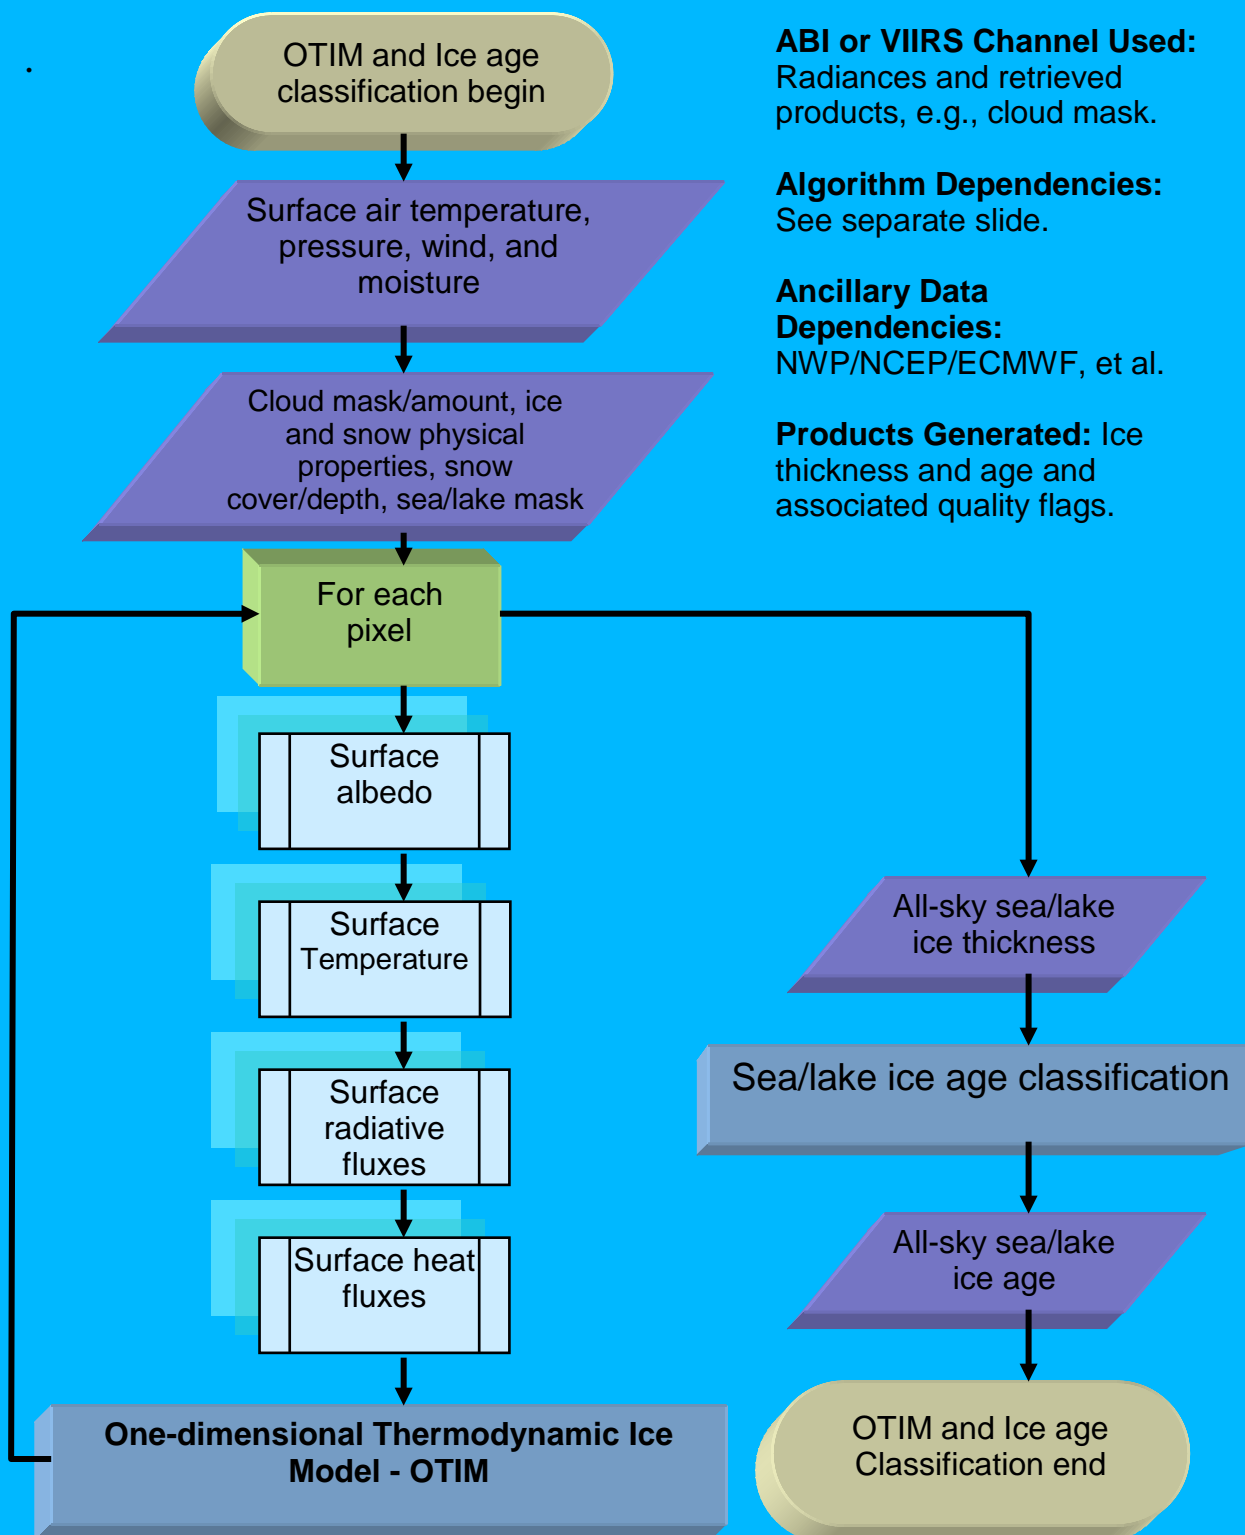 OTIM and Ice age
classification begin
.
Surface air temperature,
pressure, wind, and
moisture
Cloud mask/amount, ice
and snow physical
properties, snow
cover/depth, sea/lake mask
For each
pixel
Surface
albedo
Surface
Temperature
Surface
radiative
fluxes
Surface heat
fluxes
One-dimensional Thermodynamic Ice
Model - OTIM
ABI or VIIRS Channel Used:
Radiances and retrieved
products, e.g., cloud mask.
Algorithm Dependencies:
See separate slide.
Ancillary Data
Dependencies:
NWP/NCEP/ECMWF, et al.
Products Generated: Ice
thickness and age and
associated quality flags.
All-sky sea/lake
ice thickness
Sea/lake ice age classification
All-sky sea/lake
ice age
OTIM and Ice age
Classification end